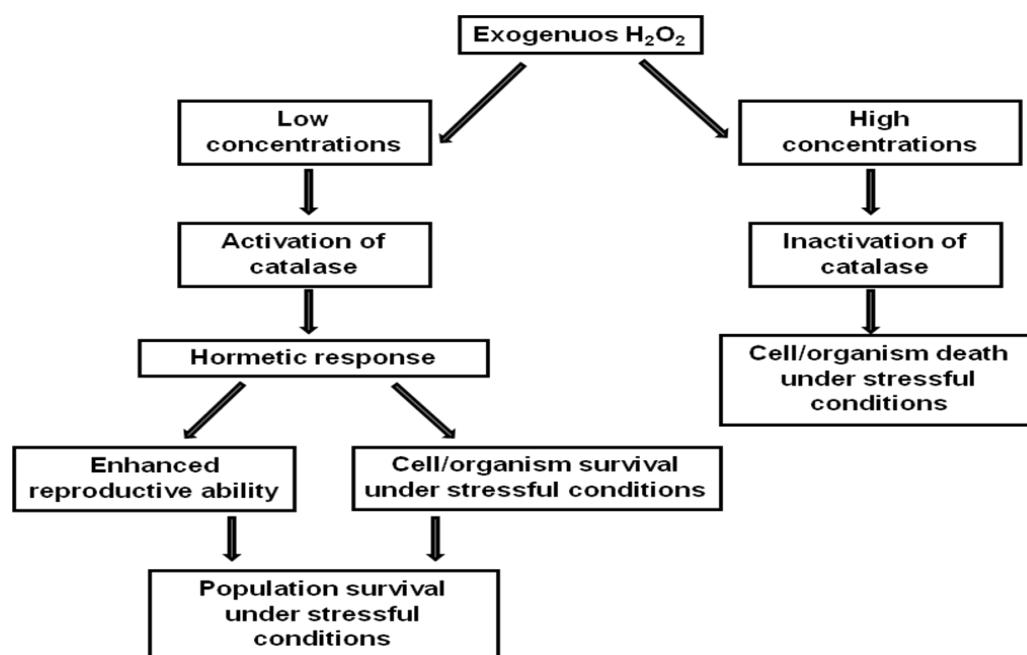 Exogenuos H₂O₂
Low
concentrations
High
concentrations
Activation of
catalase
Inactivation of
catalase
Hormetic response
Cell/organism death
under stressful
conditions
Enhanced
reproductive ability
Cell/organism survival
under stressful conditions
Population survival
under stressful
conditions